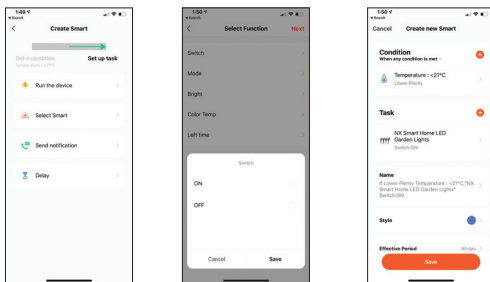 1:49
Search
Create Smart
Set a condition
Set up task
Temperature : <21°C
Run the device
Select Smart
Send notification
Delay
1:50
Search
Select Function
Next
Switch
Mode
Bright
Color Temp
Left time
Switch
ON
OFF
Cancel
Save
1:50
Search
Cancel
Create new Smart
Condition
When any condition is met
Temperature : <21°C
Lower Plenty
Task
NX Smart Home LED
Garden Lights
Switch:ON
Name
If Lower Plenty Temperature : <21°C,"NX
Smart Home LED Garden Lights"
Switch:ON
Style
Effective Period
All day
Save